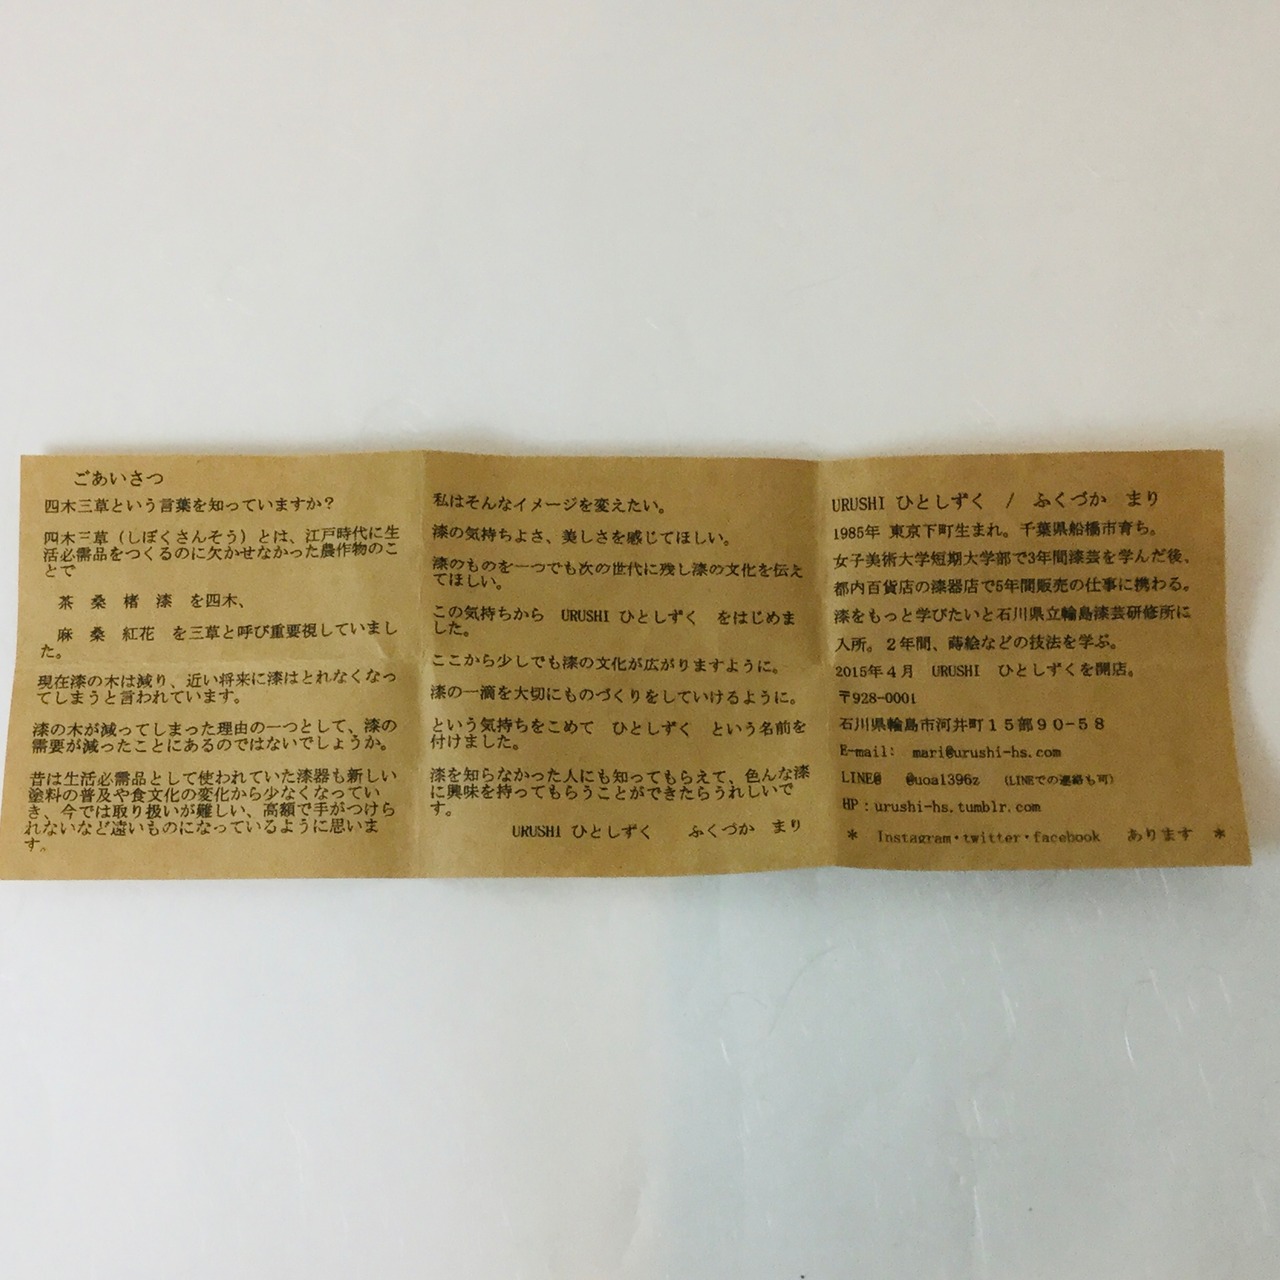 ごあいさつ
四木三草という言葉を知っていますか?
四木三草(しぼくさんそう)とは、江戸時代に生
活必需品をつくるのに欠かせなかった農作物のこ
とで
茶 桑 楮 漆 を四木、
麻 桑 紅花 を三草と呼び重要視していまし
た。
現在漆の木は減り、近い将来に漆はとれなくなっ
てしまうと言われています。
漆の木が減ってしまった理由の一つとして、漆の
需要が減ったことにあるのではないでしょうか。
昔は生活必需品として使われていた漆器も新しい
塗料の普及や食文化の変化から少なくなってい
き、今では取り扱いが難しい、高額で手がつけら
れないなど遠いものになっているように思いま
す。
私はそんなイメージを変えたい。
漆の気持ちよさ、美しさを感じてほしい。
漆のものを一つでも次の世代に残し漆の文化を伝え
てほしい。
この気持ちから URUSHI ひとしずく をはじめま
した。
ここから少しでも漆の文化が広がりますように。
漆の一滴を大切にものづくりをしていけるように。
という気持ちをこめて ひとしずく という名前を
付けました。
漆を知らなかった人にも知ってもらえて、色んな漆
に興味を持ってもらうことができたらうれしいで
す。
URUSHI ひとしずく ふくづか まり
URUSHI ひとしずく / ふくづか まり
1985年 東京下町生まれ。千葉県船橋市育ち。
女子美術大学短期大学部で3年間漆芸を学んだ後、
都内百貨店の漆器店で5年間販売の仕事に携わる。
漆をもっと学びたいと石川県立輪島漆芸研修所に
入所。2年間、蒔絵などの技法を学ぶ。
2015年4月 URUSHI ひとしずくを開店。
〒928-0001
石川県輪島市河井町15部90-58
E-mail: mari@urushi-hs.com
LINE@ @uoa1396z (LINEでの連絡も可)
HP:urushi-hs.tumblr.com
* Instagram・twitter・facebook あります *